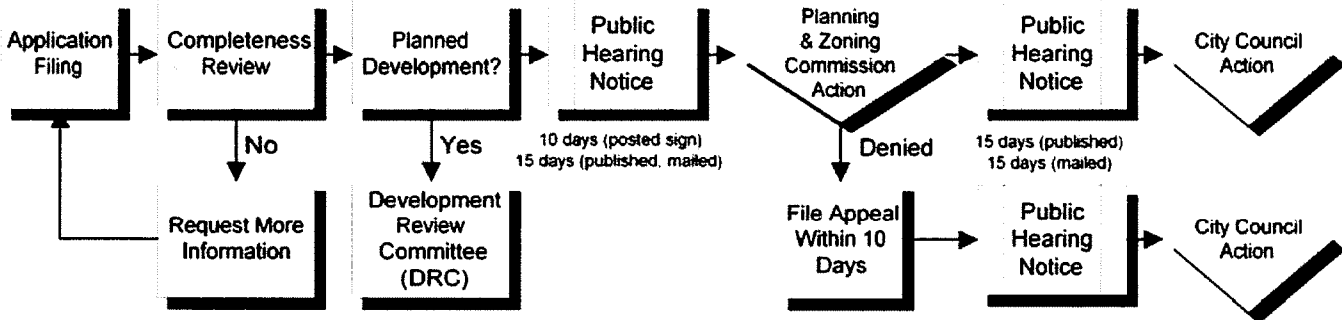 Application
Filing
Completeness
Review
Planned
Development?
Public
Hearing
Notice
Planning
& Zoning
Commission
Action
Public
Hearing
Notice
City Council
Action
No
Yes
10 days (posted sign)
15 days (published, mailed)
Denied
15 days (published)
15 days (mailed)
Request More
Information
Development
Review
Committee
(DRC)
File Appeal
Within 10
Days
Public
Hearing
Notice
City Council
Action